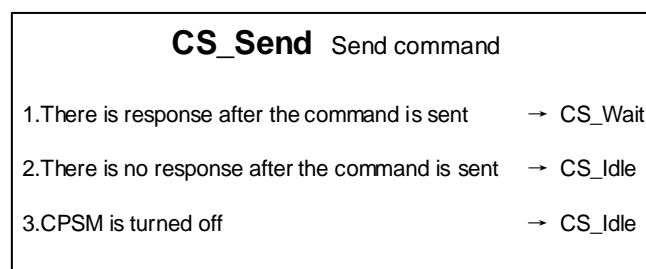 CS_Send Send command
1.There is response after the command is sent → CS_Wait
2.There is no response after the command is sent → CS_Idle
3.CPSM is turned off → CS_Idle